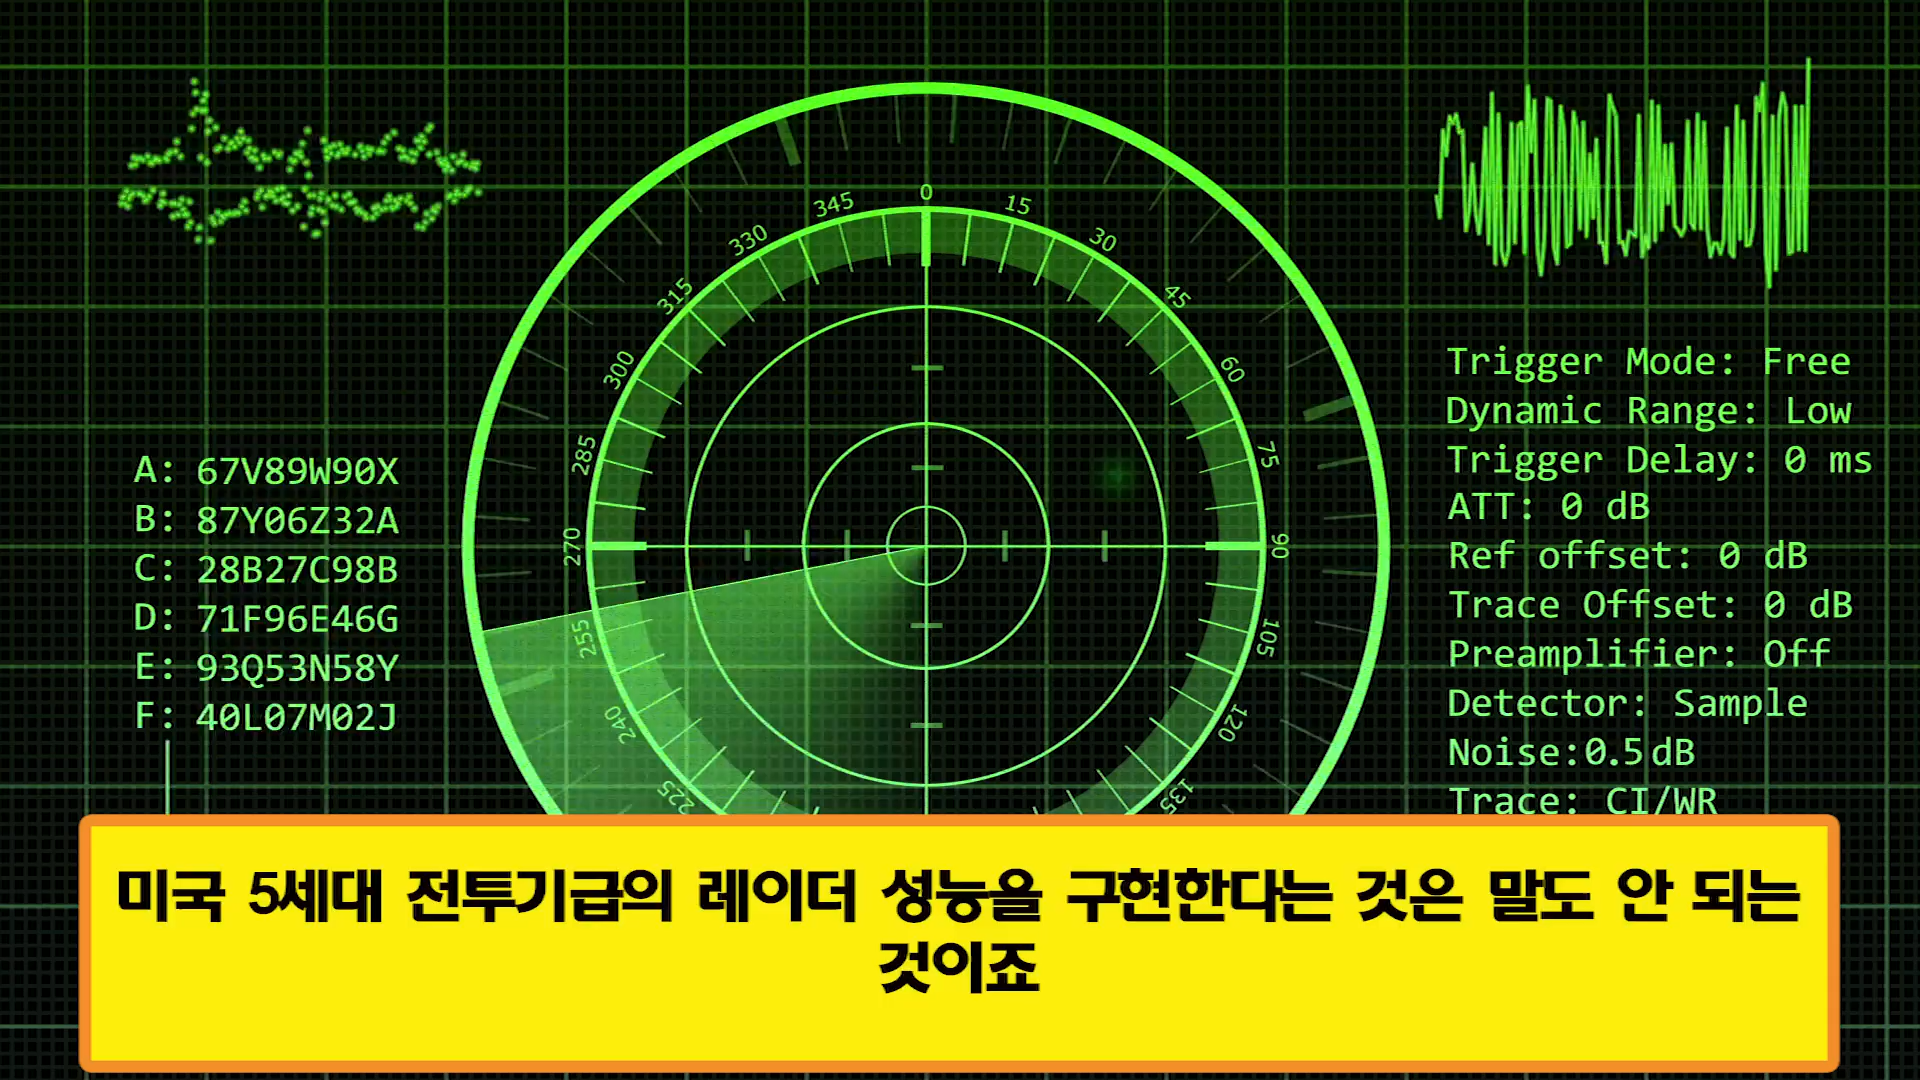 0
15
30
45
60
75
90
105
120
135
225
240
255
270
285
300
315
330
345
A: 67V89W90X
B: 87Y06Z32A
C: 28B27C98B
D: 71F96E46G
E: 93Q53N58Y
F: 40L07M02J
Trigger Mode: Free
Dynamic Range: Low
Trigger Delay: 0 ms
ATT: 0 dB
Ref offset: 0 dB
Trace Offset: 0 dB
Preamplifier: Off
Detector: Sample
Noise:0.5dB
Trace: CI/WR
미국 5세대 전투기급의 레이더 성능을 구현한다는 것은 말도 안 되는
것이죠